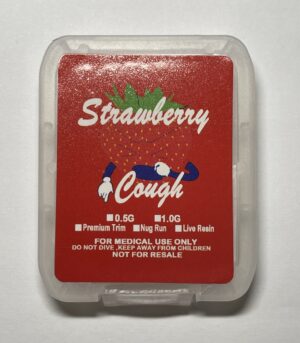 Strawberry
Cough
0.5G 1.0G
Premium Trim Nug Run Live Resin
FOR MEDICAL USE ONLY
DO NOT DIVE ,KEEP AWAY FROM CHILDREN
NOT FOR RESALE